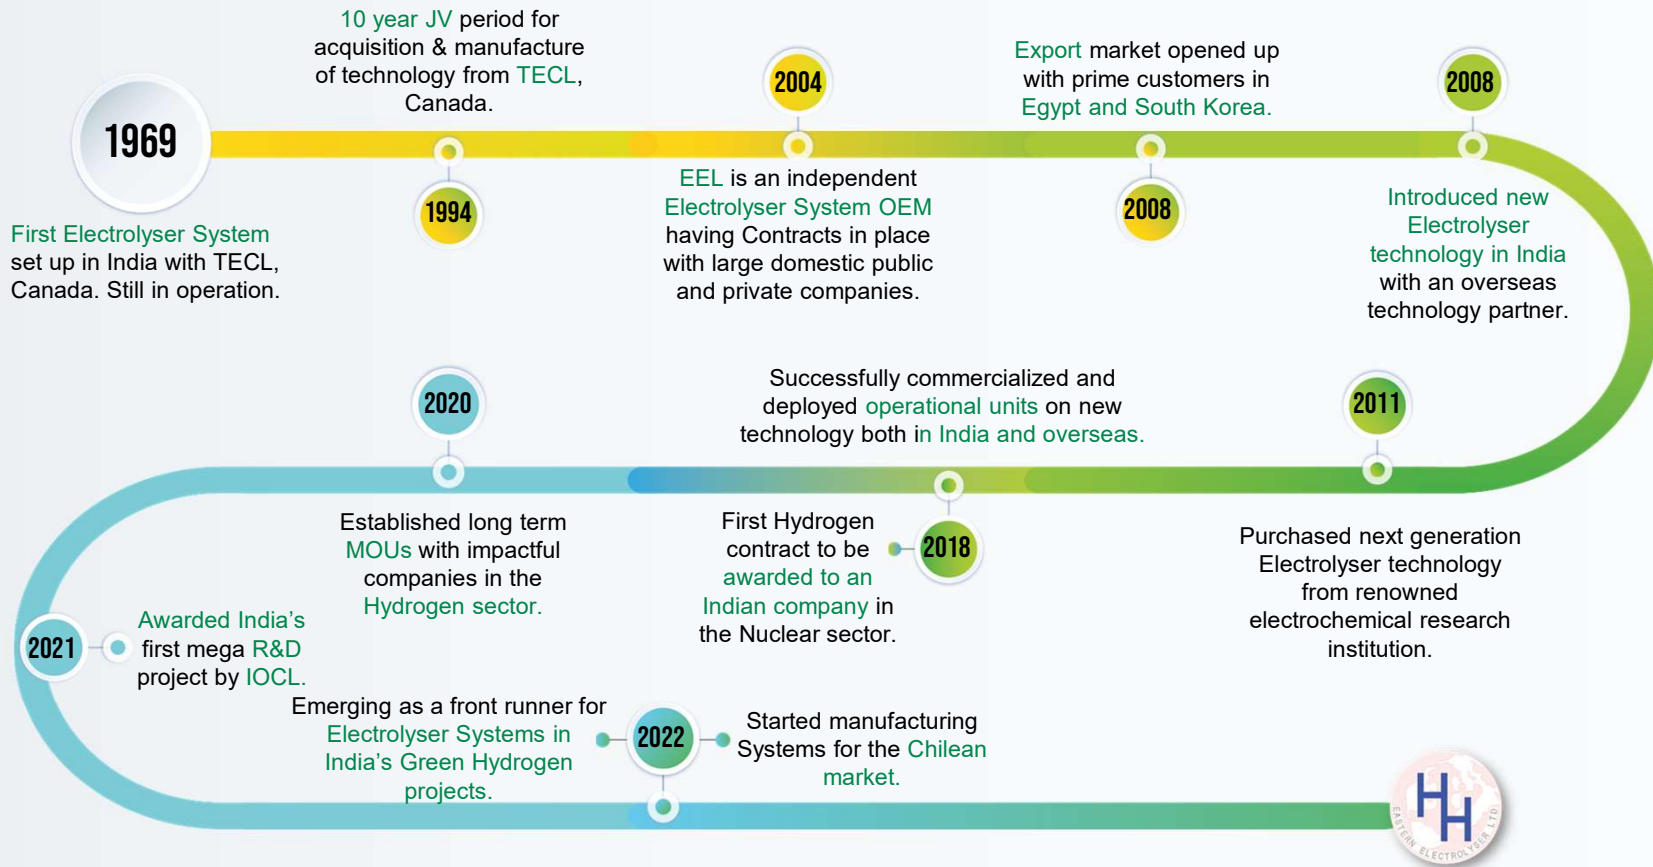 1969
First Electrolyser System
set up in India with TECL,
Canada. Still in operation.
10 year JV period for
acquisition & manufacture
of technology from TECL,
Canada.
1994
2004
EEL is an independent
Electrolyser System OEM
having Contracts in place
with large domestic public
and private companies.
Export market opened up
with prime customers in
Egypt and South Korea.
2008
2008
Introduced new
Electrolyser
technology in India
with an overseas
technology partner.
2011
Purchased next generation
Electrolyser technology
from renowned
electrochemical research
institution.
Successfully commercialized and
deployed operational units on new
technology both in India and overseas.
2018
First Hydrogen
contract to be
awarded to an
Indian company in
the Nuclear sector.
2020
Established long term
MOUs with impactful
companies in the
Hydrogen sector.
2021
Awarded India’s
first mega R&D
project by IOCL.
Emerging as a front runner for
Electrolyser Systems in
India’s Green Hydrogen
projects.
2022
Started manufacturing
Systems for the Chilean
market.
HH
EASTERN ELECTROLYSER LTD